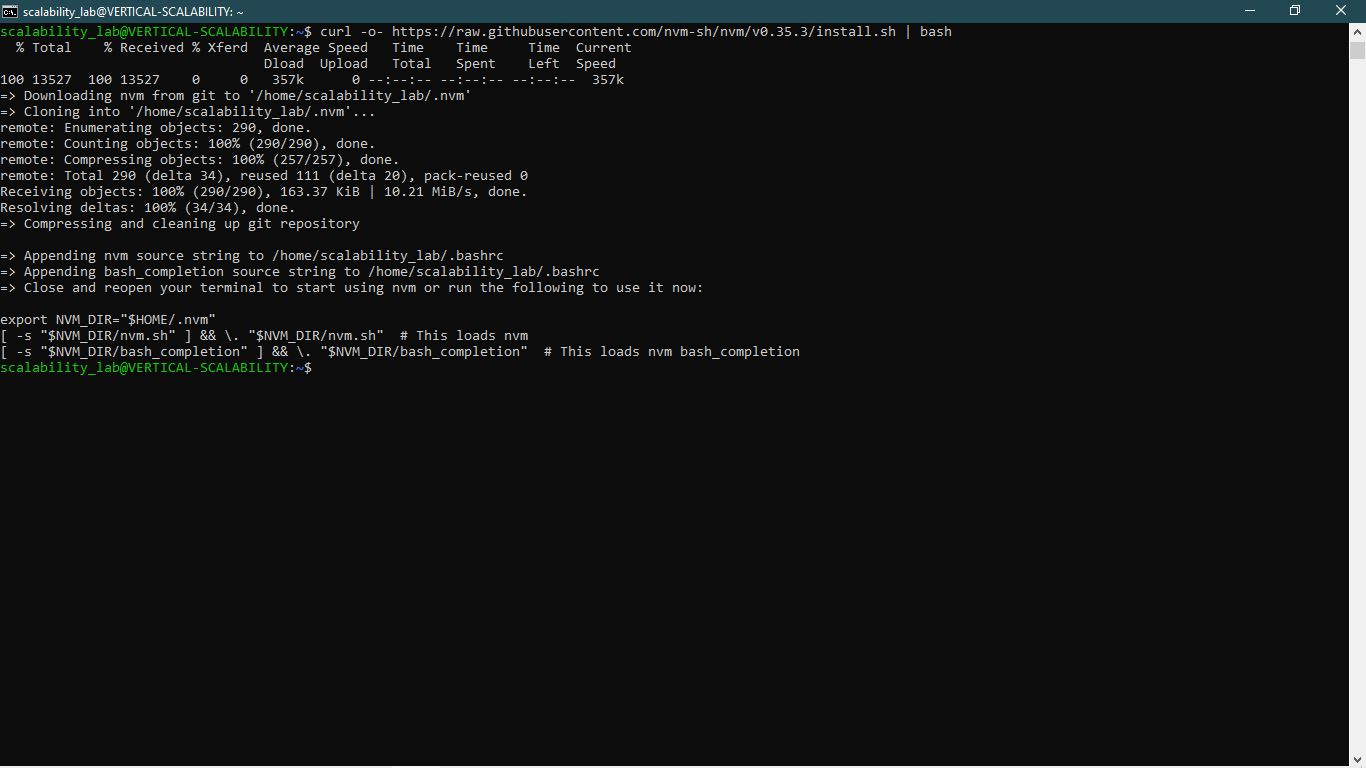 scalability_lab@VERTICAL-SCALABILITY: ~
scalability_lab@VERTICAL-SCALABILITY:~$ curl -o- https://raw.githubusercontent.com/nvm-sh/nvm/v0.35.3/install.sh | bash
  % Total    % Received % Xferd  Average Speed   Time    Time     Time  Current
                                 Dload  Upload   Total   Spent    Left  Speed
100 13527  100 13527    0     0   357k      0 --:--:-- --:--:-- --:--:--  357k
=> Downloading nvm from git to '/home/scalability_lab/.nvm'
=> Cloning into '/home/scalability_lab/.nvm'...
remote: Enumerating objects: 290, done.
remote: Counting objects: 100% (290/290), done.
remote: Compressing objects: 100% (257/257), done.
remote: Total 290 (delta 34), reused 111 (delta 20), pack-reused 0
Receiving objects: 100% (290/290), 163.37 KiB | 10.21 MiB/s, done.
Resolving deltas: 100% (34/34), done.
=> Compressing and cleaning up git repository

=> Appending nvm source string to /home/scalability_lab/.bashrc
=> Appending bash_completion source string to /home/scalability_lab/.bashrc
=> Close and reopen your terminal to start using nvm or run the following to use it now:

export NVM_DIR="$HOME/.nvm"
[ -s "$NVM_DIR/nvm.sh" ] && \. "$NVM_DIR/nvm.sh"  # This loads nvm
[ -s "$NVM_DIR/bash_completion" ] && \. "$NVM_DIR/bash_completion"  # This loads nvm bash_completion
scalability_lab@VERTICAL-SCALABILITY:~$